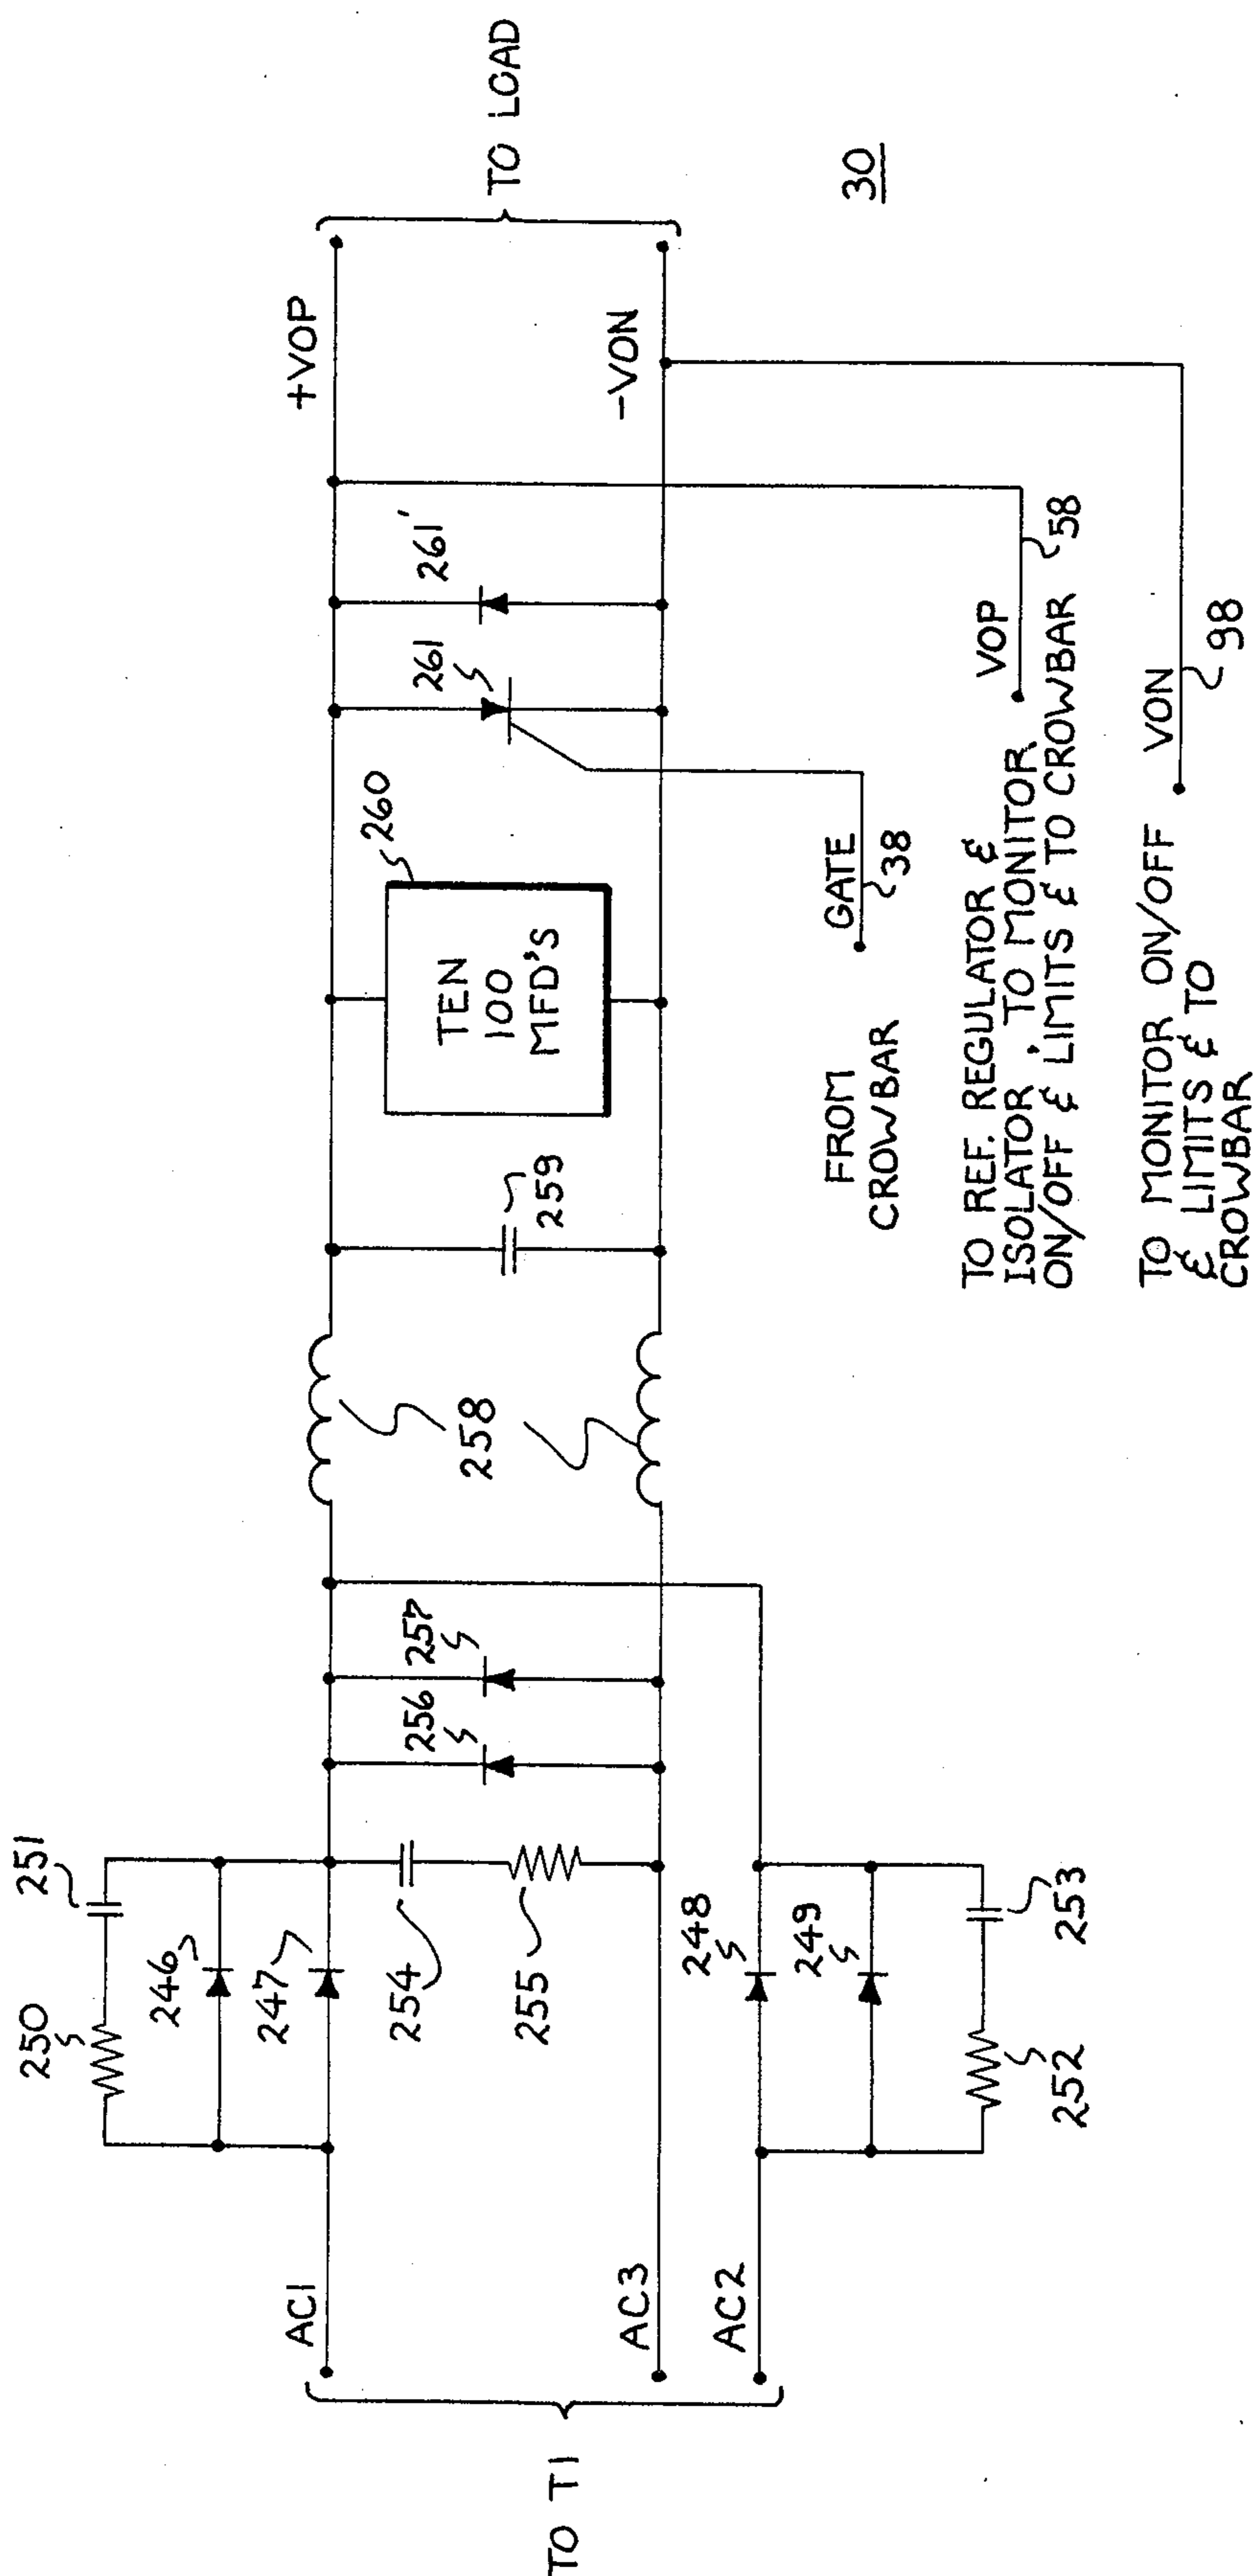 250
251
246
247
AC1
TO T1
AC3
AC2
254
255
256
257
248
249
252
253
258
259
260
TEN
100
MFD'S
261
261'
+VOP
-VON
TO LOAD
30
FROM
CROWBAR
GATE
38
TO REF. REGULATOR &
ISOLATOR, TO MONITOR
ON/OFF & LIMITS & TO CROWBAR
VOP
58
TO MONITOR ON/OFF
& LIMITS & TO
CROWBAR
VON
98